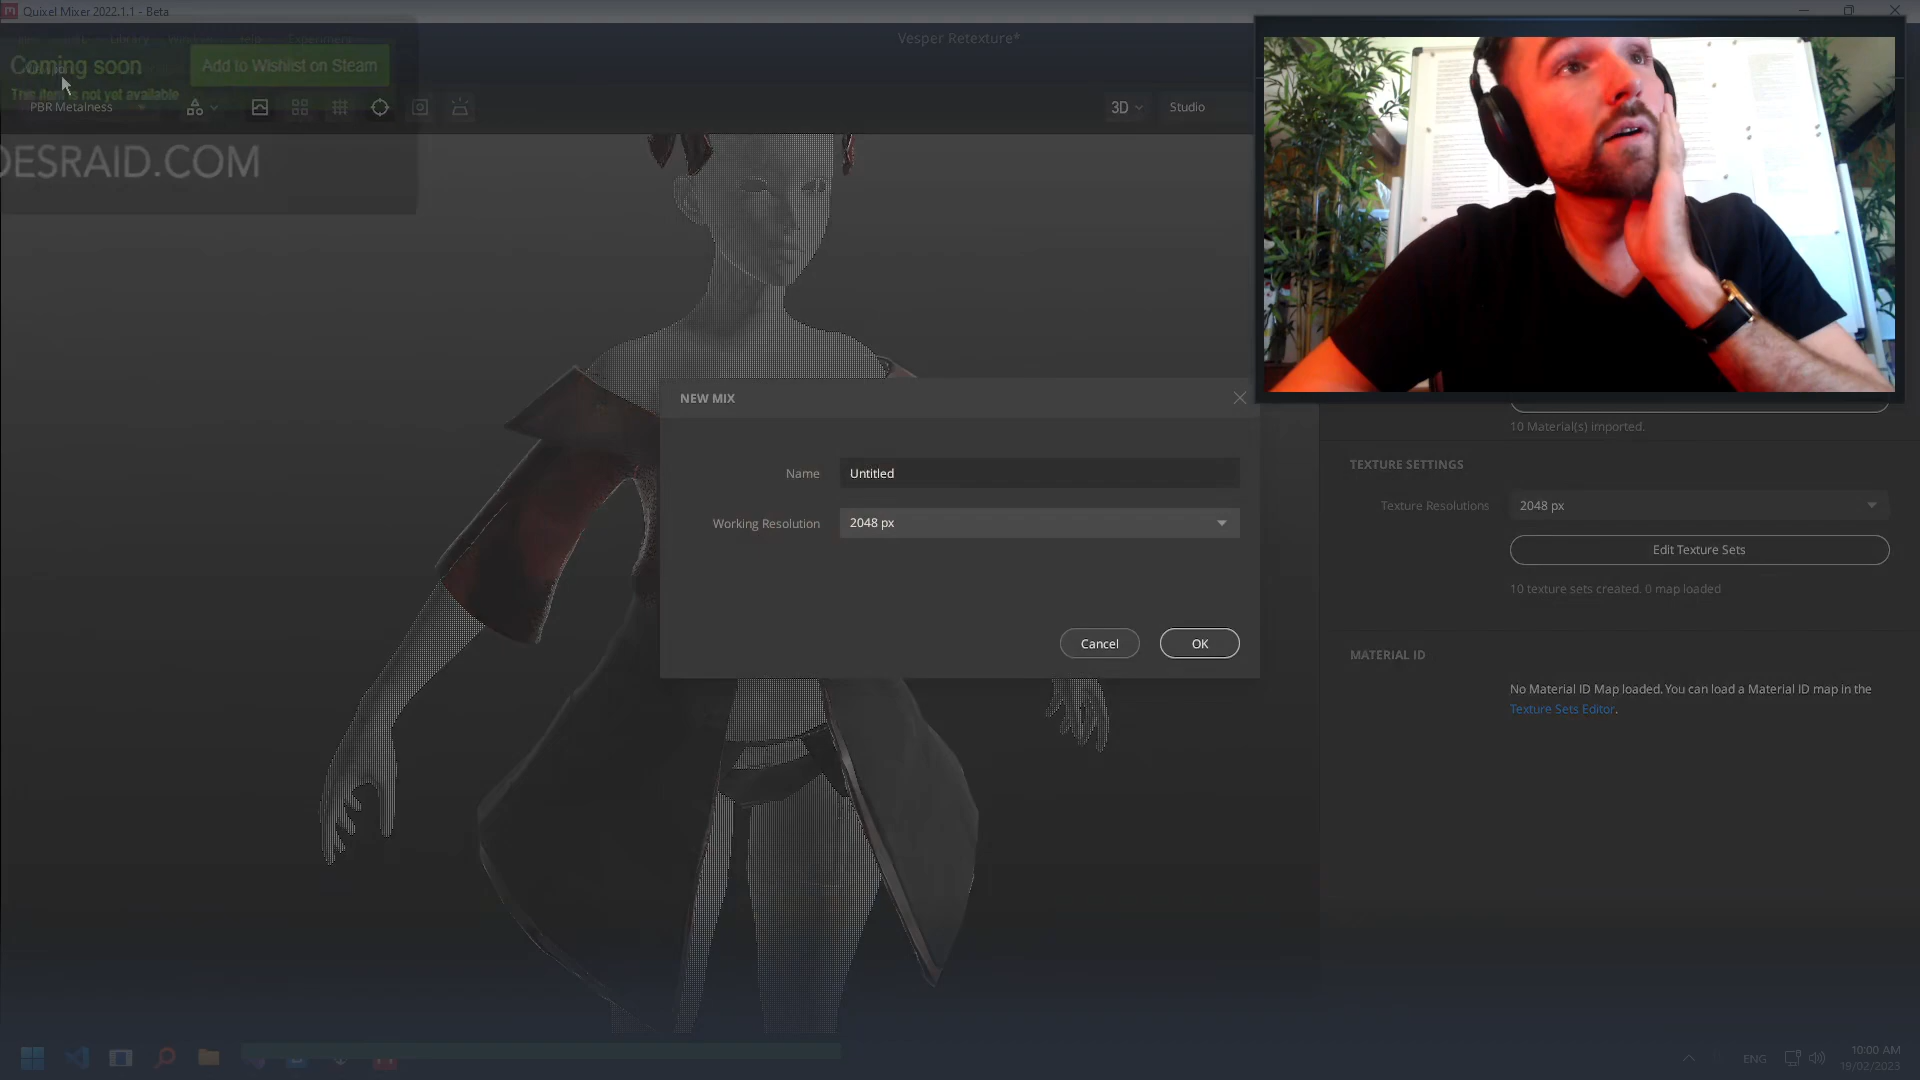 Quixel Mixer 2022.1.1 - Beta
Vesper Retexture*
Coming soon
Add to Wishlist on Steam
This item is not yet available
PBR Metalness
3D
Studio
DESRAID.COM
NEW MIX
Name
Untitled
Working Resolution
2048 px
Cancel
OK
10 Material(s) imported.
TEXTURE SETTINGS
Texture Resolutions
2048 px
Edit Texture Sets
10 texture sets created. 0 map loaded
MATERIAL ID
No Material ID Map loaded. You can load a Material ID map in the
Texture Sets Editor.
ENG
10:00 AM
19/02/2023